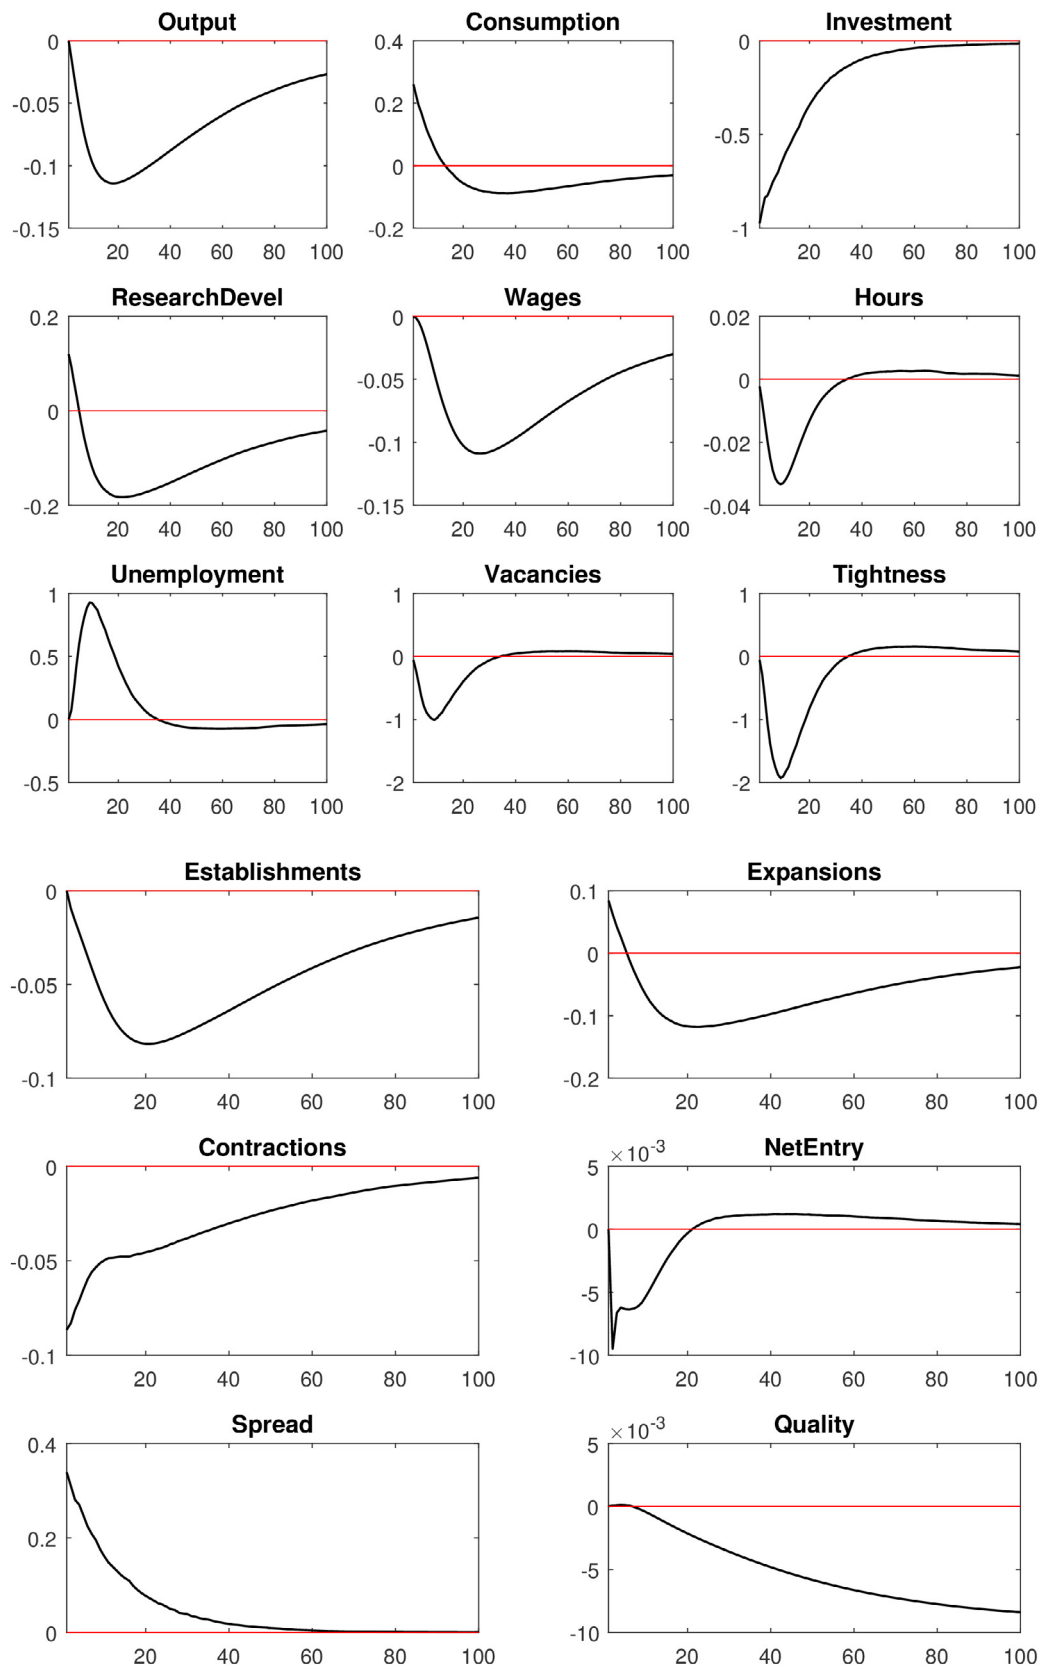 Output Consumption Investment
0 0.4 0
-0.05 0.2 -0.5
-0.1 0
-0.15 -0.2 -1
20 40 60 80 100 20 40 60 80 100 20 40 60 80 100
ResearchDevel Wages Hours
0.2 0 0.02
0 -0.05 0
-0.1 -0.02
-0.2 -0.15 -0.04
20 40 60 80 100 20 40 60 80 100 20 40 60 80 100
Unemployment Vacancies Tightness
1 1 1
0.5 0 0
0 -1 -1
-0.5 -2 -2
20 40 60 80 100 20 40 60 80 100 20 40 60 80 100
Establishments Expansions
0 0.1
0
-0.05 -0.1
-0.1 -0.2
20 40 60 80 100 20 40 60 80 100
Contractions NetEntry
×10-3
0 5
0
-0.05 -5
-0.1 -10
20 40 60 80 100 20 40 60 80 100
Spread Quality
×10-3
0.4 5
0
0.2 -5
0 -10
20 40 60 80 100 20 40 60 80 100